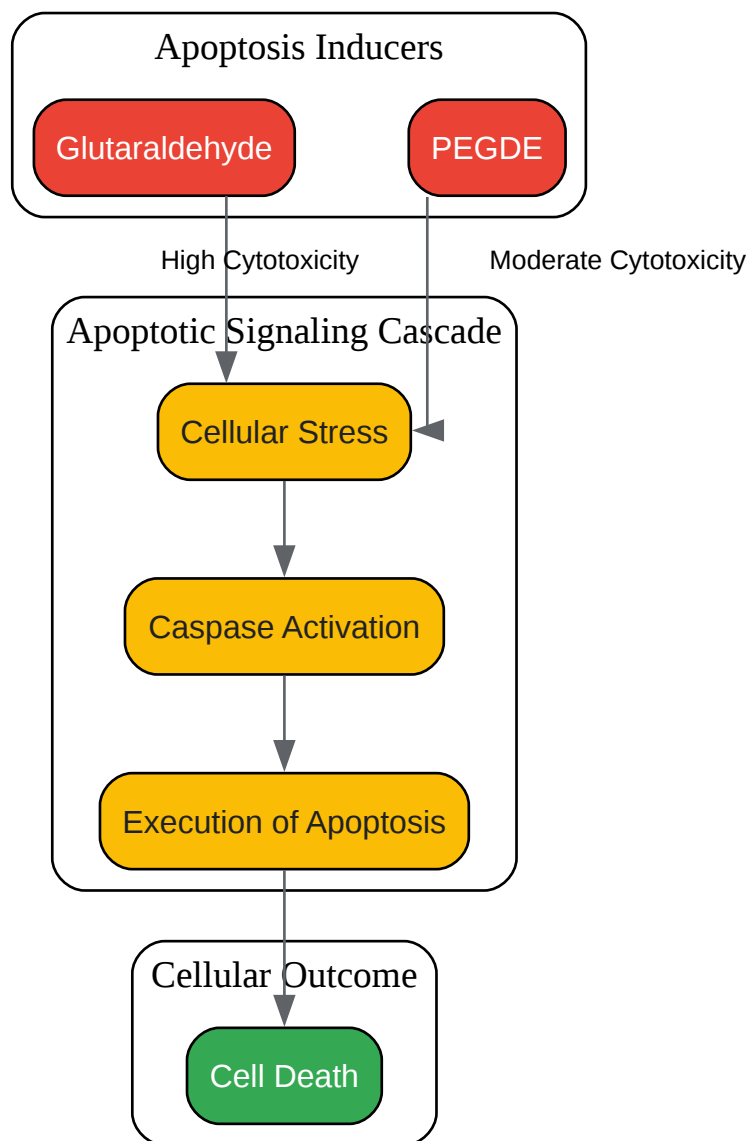 Apoptosis Inducers
Glutaraldehyde
PEGDE
High Cytotoxicity
Moderate Cytotoxicity
Apoptotic Signaling Cascade
Cellular Stress
Caspase Activation
Execution of Apoptosis
Cellular Outcome
Cell Death